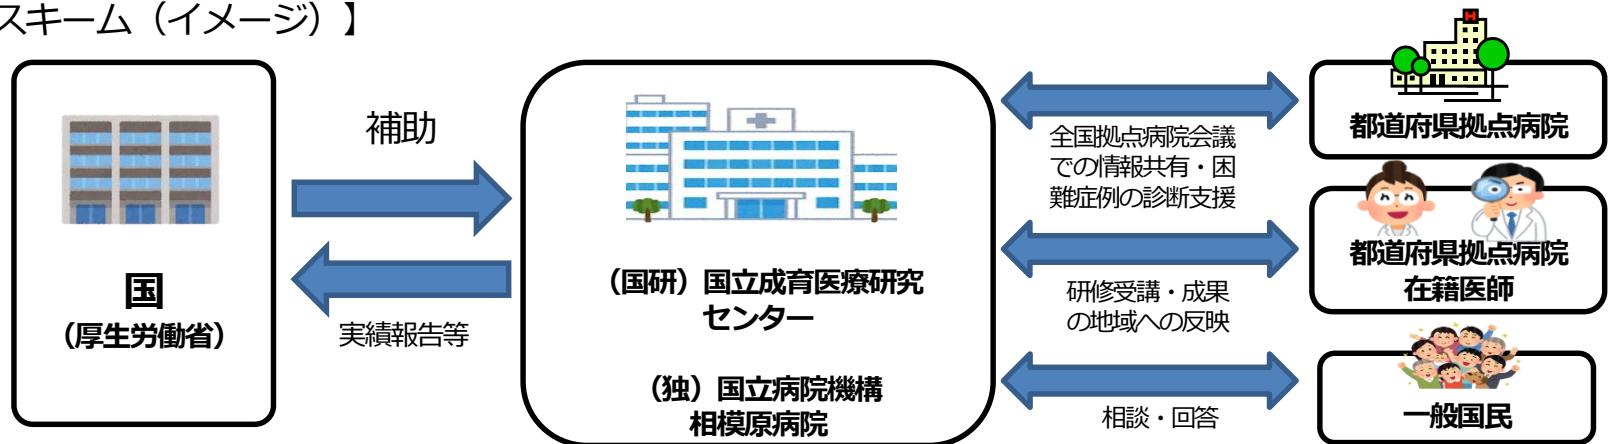 スキーム（イメージ）】
国
（厚生労働省）
補助
実績報告等
（国研）国立成育医療研究
センター
（独）国立病院機構
相模原病院
全国拠点病院会議
での情報共有・困
難症例の診断支援
研修受講・成果
の地域への反映
相談・回答
H
都道府県拠点病院
都道府県拠点病院
在籍医師
一般国民